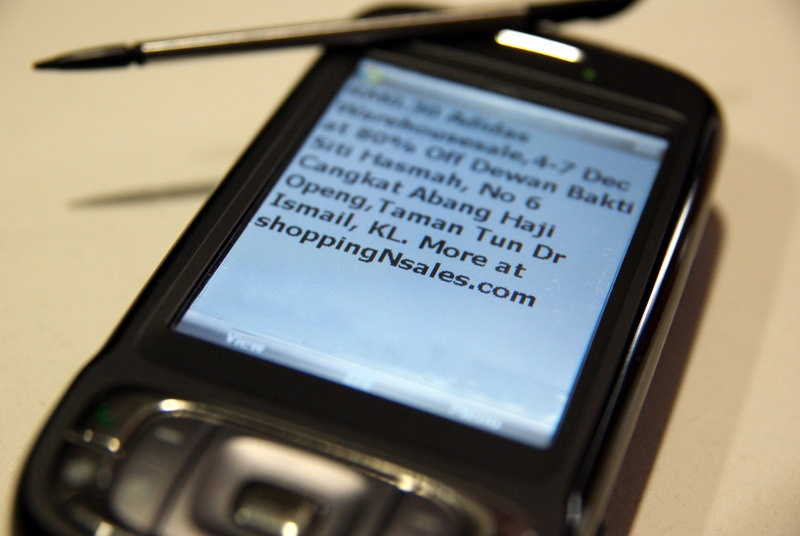 Adidas
Warehousesale,4-7 Dec
at 80% Off Dewan Bakti
Siti Hasmah, No 6
Cangkat Abang Haji
Openg,Taman Tun Dr
Ismail, KL. More at
shoppingNsales.com
View